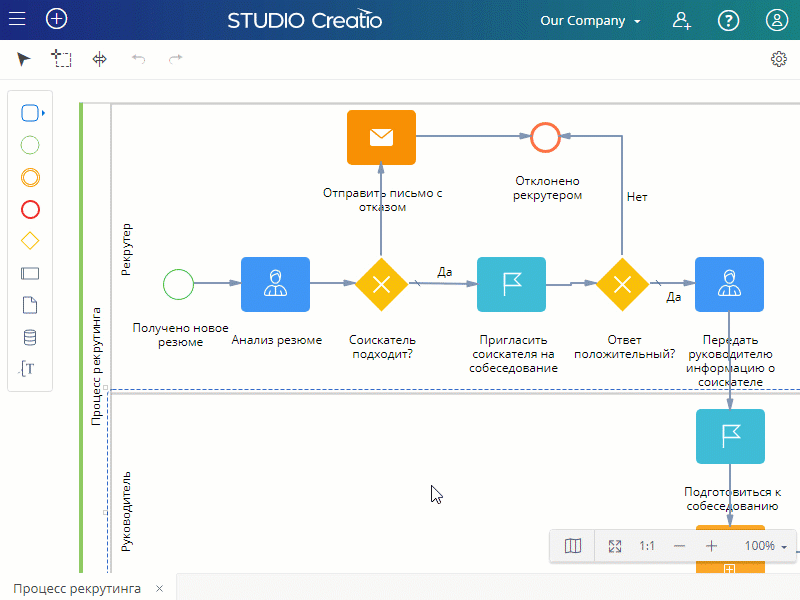 STUDIO Creatio
Our Company
Отправить письмо с
отказом
Отклонено
рекрутером
Нет
Рекрутер
Да
Да
Получено новое
резюме
Анализ резюме
Соискатель
подходит?
Пригласить
соискателя на
собеседование
Ответ
положительный?
Передать
руководителю
информацию о
соискателе
Процесс рекрутинга
Руководитель
Подготовиться к
собеседованию
1:1
100%
Процесс рекрутинга